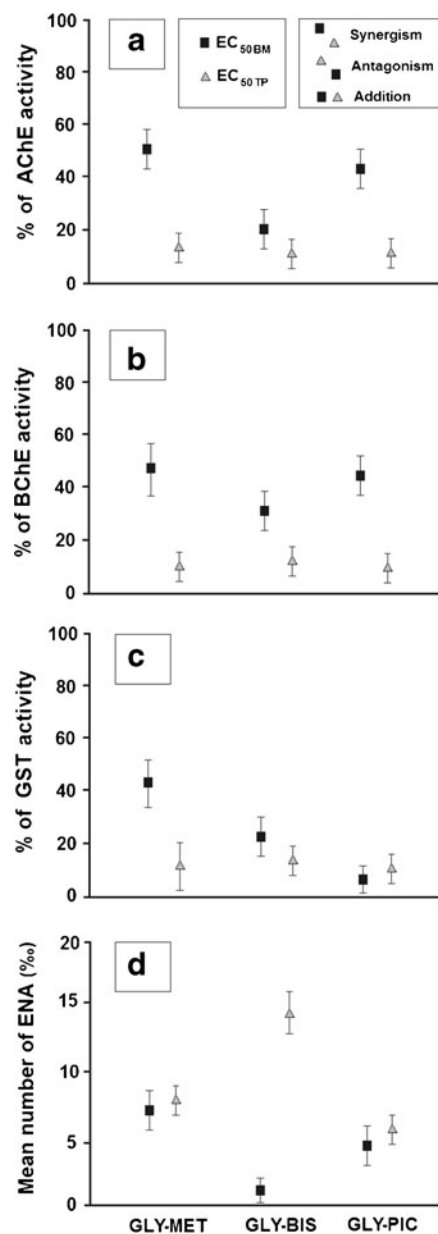 a
EC50BM
EC50TP
Synergism
Antagonism
Addition
% of AChE activity
100
80
60
40
20
0
b
% of BChE activity
100
80
60
40
20
0
c
% of GST activity
100
80
60
40
20
0
d
Mean number of ENA (‰)
20
15
10
5
0
GLY-MET GLY-BIS GLY-PIC